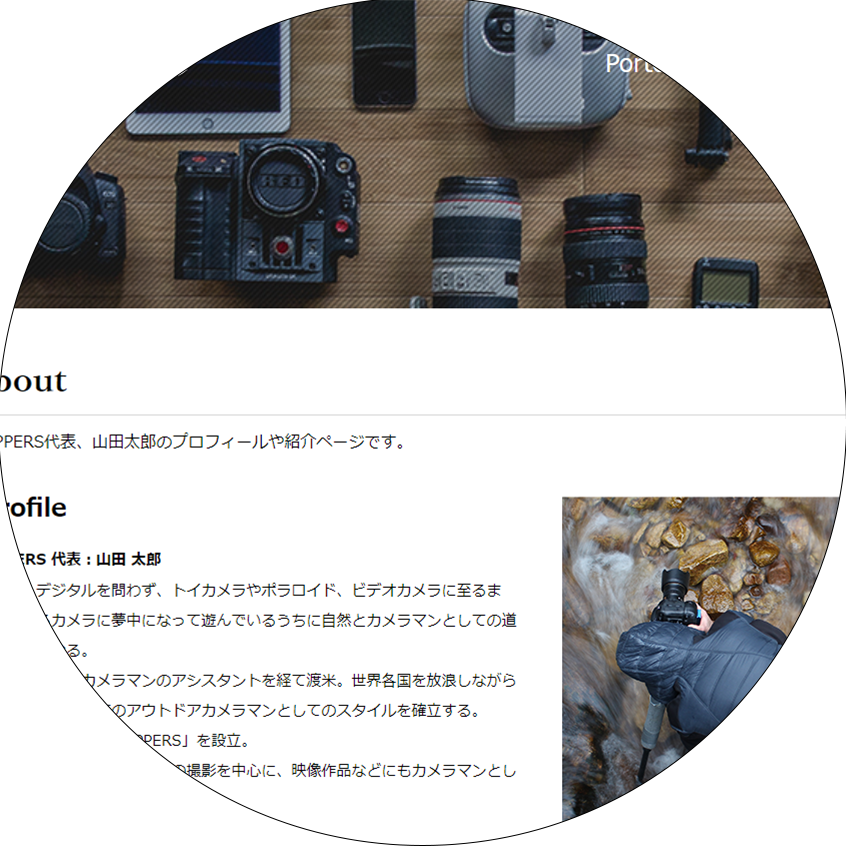 bout
PPERS代表、山田太郎のプロフィールや紹介ページです。
rofile
ERS 代表：山田 太郎
デジタルを問わず、トイカメラやポラロイド、ビデオカメラに至るま
カメラに夢中になって遊んでいるうちに自然とカメラマンとしての道
る。
カメラマンのアシスタントを経て渡米。世界各国を放浪しながら
のアウトドアカメラマンとしてのスタイルを確立する。
PPERS」を設立。
の撮影を中心に、映像作品などにもカメラマンとし